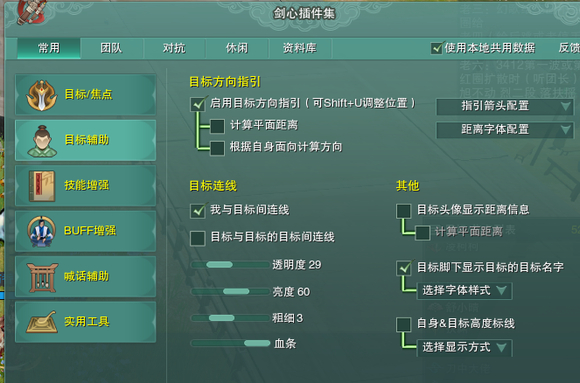 剑心插件集
常用 团队 对抗 休闲 资料库 使用本地共用数据 反馈
目标/焦点
目标辅助
技能增强
BUFF增强
喊话辅助
实用工具
目标方向指引
启用目标方向指引（可Shift+U调整位置） 指引箭头配置
计算平面距离 距离字体配置
根据自身面向计算方向
目标连线 其他
我与目标间连线 目标头像显示距离信息
目标与目标的目标间连线 计算平面距离
透明度 29 目标脚下显示目标的目标名字
亮度 60 选择字体样式
粗细 3 自身&目标高度标线
血条 选择显示方式